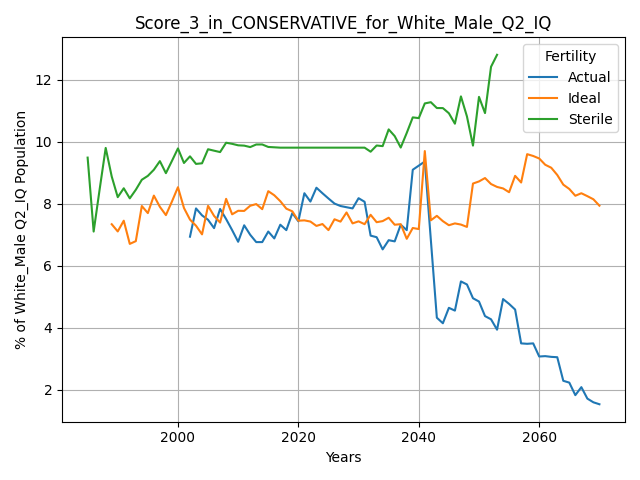 Score_3_in_CONSERVATIVE_for_White_Male_Q2_IQ
Fertility
Actual
Ideal
Sterile
% of White_Male Q2_IQ Population
12
10
8
6
4
2
2000
2020
2040
2060
Years